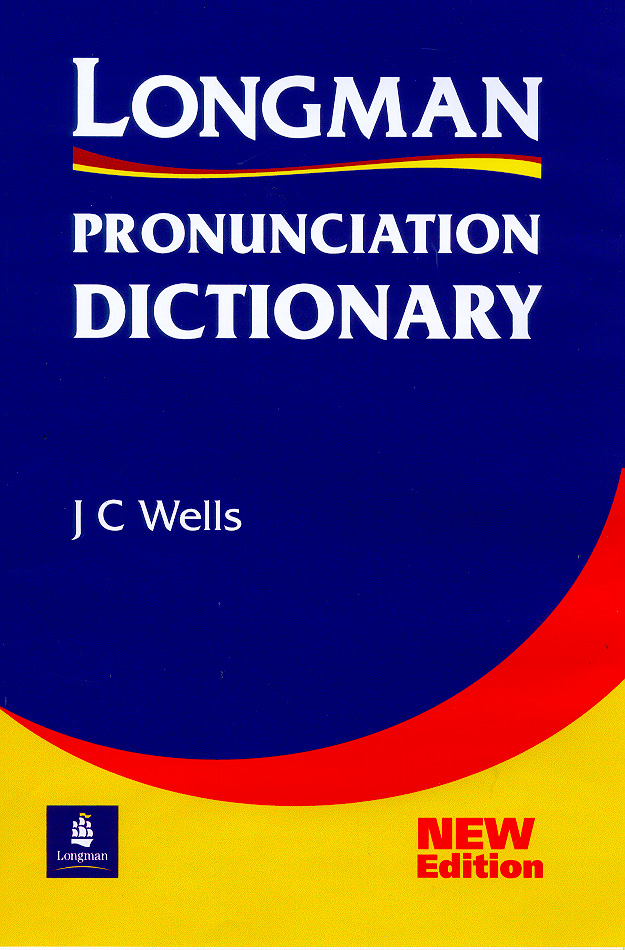 LONGMAN
PRONUNCIATION
DICTIONARY
J C Wells
Longman
NEW
Edition